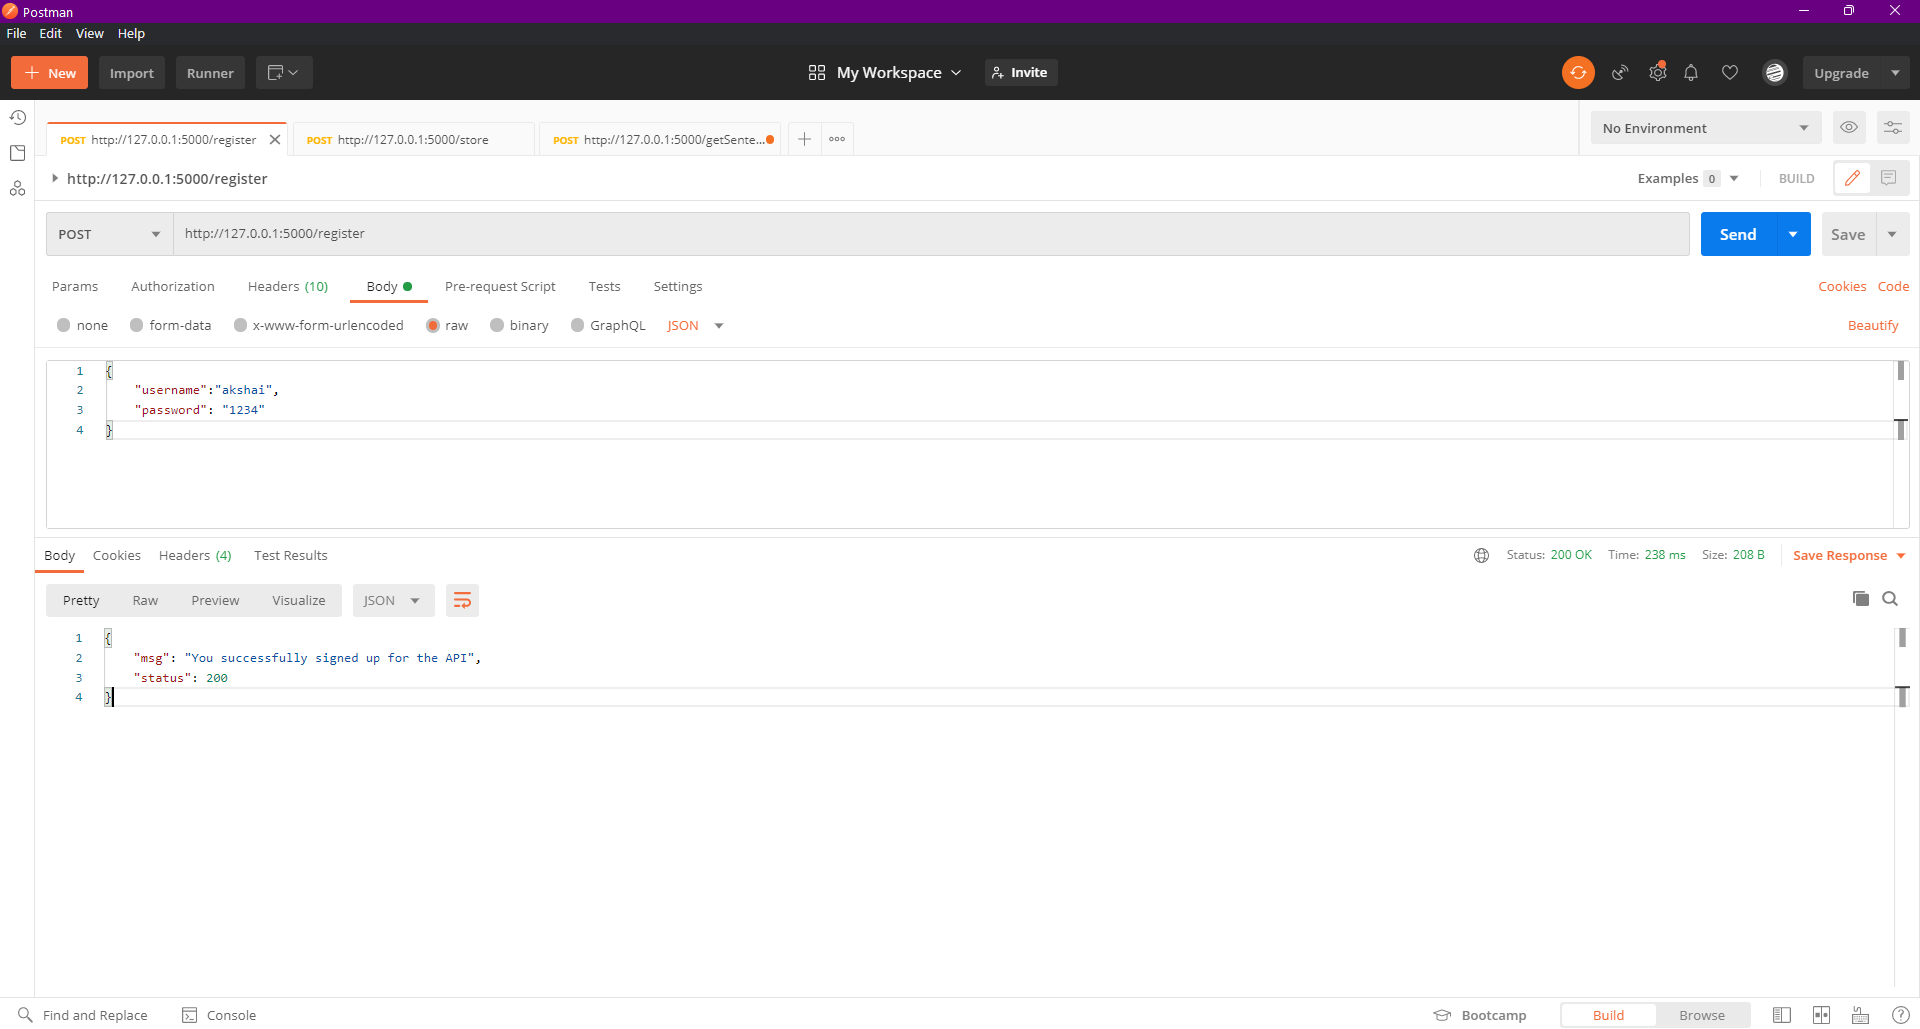 Postman
File Edit View Help
New Import Runner My Workspace Invite Upgrade
POST http://127.0.0.1:5000/register POST http://127.0.0.1:5000/store POST http://127.0.0.1:5000/getSente... No Environment
http://127.0.0.1:5000/register Examples 0 BUILD
POST http://127.0.0.1:5000/register Send Save
Params Authorization Headers (10) Body Pre-request Script Tests Settings Cookies Code
none form-data x-www-form-urlencoded raw binary GraphQL JSON Beautify
1 {
2 "username":"akshai",
3 "password": "1234"
4 }
Body Cookies Headers (4) Test Results Status: 200 OK Time: 238 ms Size: 208 B Save Response
Pretty Raw Preview Visualize JSON
1 {
2 "msg": "You successfully signed up for the API",
3 "status": 200
4 }
Find and Replace Console Bootcamp Build Browse